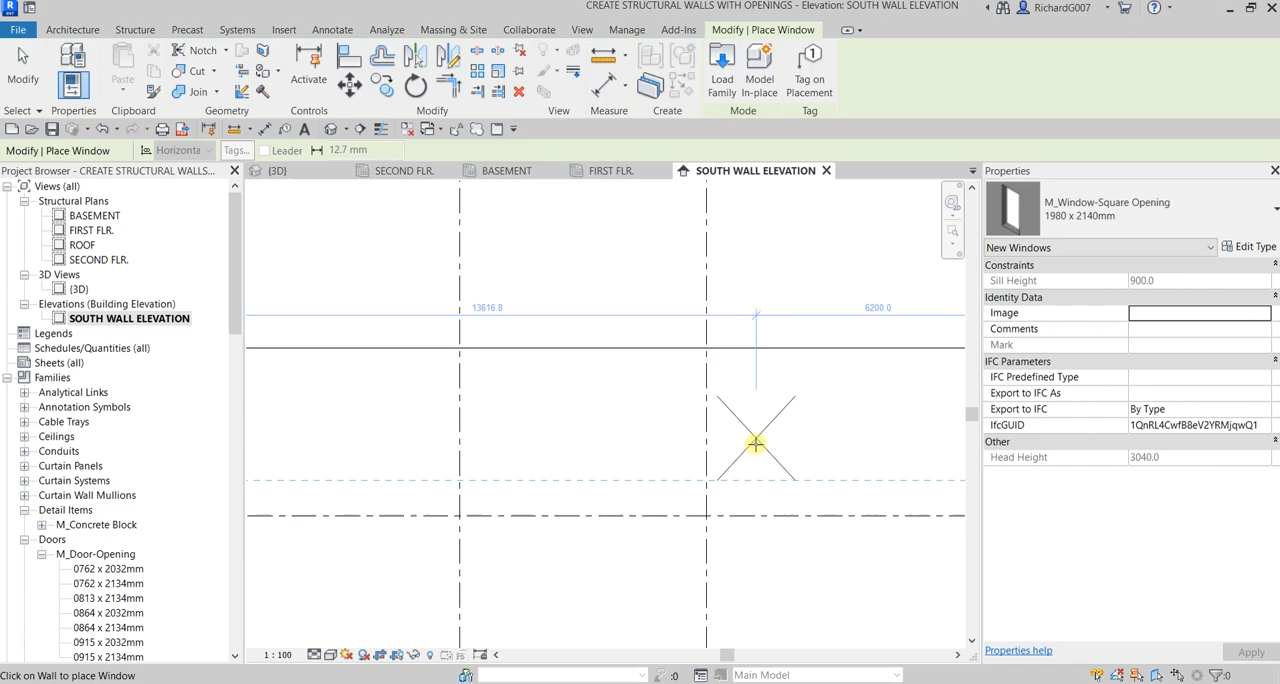 CREATE STRUCTURAL WALLS WITH OPENINGS - Elevation: SOUTH WALL ELEVATION
RichardG007
File Architecture Structure Precast Systems Insert Annotate Analyze Massing & Site Collaborate View Manage Add-Ins Modify | Place Window
Modify
Paste
Notch
Cut
Join
Activate
Load Family
Model In-place
Tag on Placement
Select Properties Clipboard Geometry Controls Modify View Measure Create Mode Tag
Modify | Place Window
Horizonta
Tags...
Leader
12.7 mm
Project Browser - CREATE STRUCTURAL WALLS...
{3D}
SECOND FLR.
BASEMENT
FIRST FLR.
SOUTH WALL ELEVATION
Properties
Views (all)
Structural Plans
BASEMENT
FIRST FLR.
ROOF
SECOND FLR.
3D Views
{3D}
Elevations (Building Elevation)
SOUTH WALL ELEVATION
Legends
Schedules/Quantities (all)
Sheets (all)
Families
Analytical Links
Annotation Symbols
Cable Trays
Ceilings
Conduits
Curtain Panels
Curtain Systems
Curtain Wall Mullions
Detail Items
M_Concrete Block
Doors
M_Door-Opening
0762 x 2032mm
0762 x 2134mm
0813 x 2134mm
0864 x 2032mm
0864 x 2134mm
0915 x 2032mm
0915 x 2134mm
13616.8
6200.0
2D
M_Window-Square Opening
1980 x 2140mm
New Windows
Edit Type
Constraints
Sill Height 900.0
Identity Data
Image
Comments
Mark
IFC Parameters
IFC Predefined Type
Export to IFC As
Export to IFC By Type
IfcGUID 1QnRL4CwfB8eV2YRMjqwQ1
Other
Head Height 3040.0
Properties help
Apply
1 : 100
Click on Wall to place Window
:0
Main Model
:0